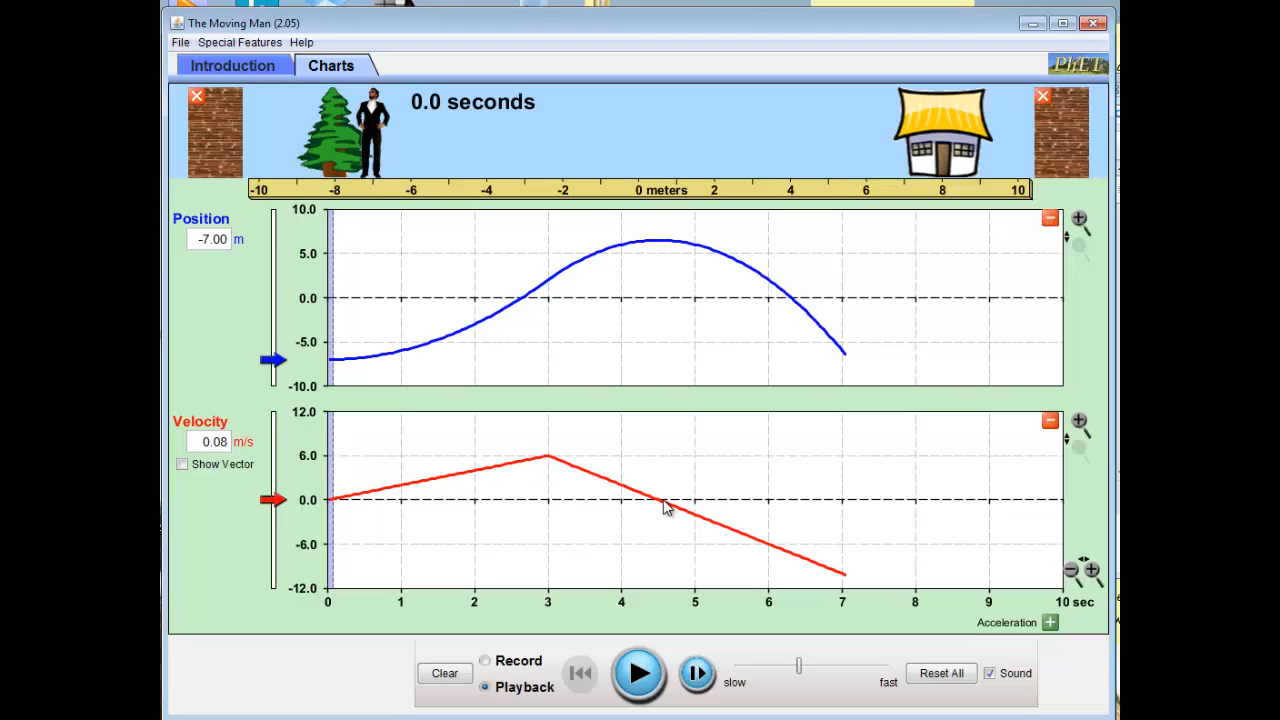 The Moving Man (2.05)
File Special Features Help
Introduction Charts PhET
0.0 seconds
-10 -8 -6 -4 -2 0 meters 2 4 6 8 10
Position
-7.00 m
10.0
5.0
0.0
-5.0
-10.0
Velocity
0.08 m/s
Show Vector
12.0
6.0
0.0
-6.0
-12.0
0 1 2 3 4 5 6 7 8 9 10 sec
Acceleration
Clear
Record
Playback
slow
fast
Reset All
Sound